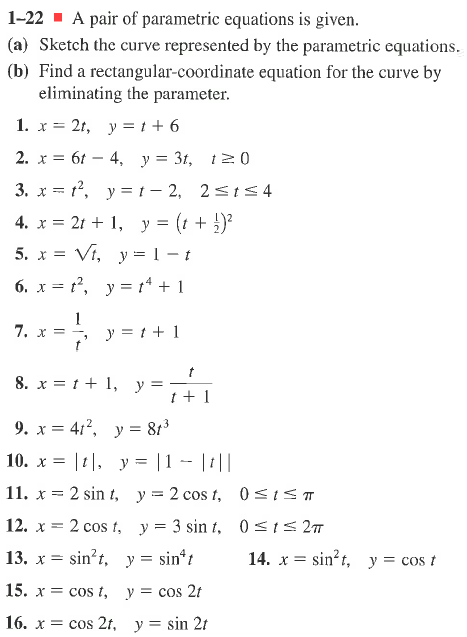 1–22 ■ A pair of parametric equations is given.
(a) Sketch the curve represented by the parametric equations.
(b) Find a rectangular-coordinate equation for the curve by
eliminating the parameter.
1. x = 2t, y = t + 6
2. x = 6t − 4, y = 3t, t ≥ 0
3. x = t², y = t − 2, 2 ≤ t ≤ 4
4. x = 2t + 1, y = (t + ½)²
5. x = √t, y = 1 − t
6. x = t², y = t⁴ + 1
7. x = 1/t, y = t + 1
8. x = t + 1, y = t/(t + 1)
9. x = 4t², y = 8t³
10. x = |t|, y = |1 − |t||
11. x = 2 sin t, y = 2 cos t, 0 ≤ t ≤ π
12. x = 2 cos t, y = 3 sin t, 0 ≤ t ≤ 2π
13. x = sin²t, y = sin⁴t 14. x = sin²t, y = cos t
15. x = cos t, y = cos 2t
16. x = cos 2t, y = sin 2t